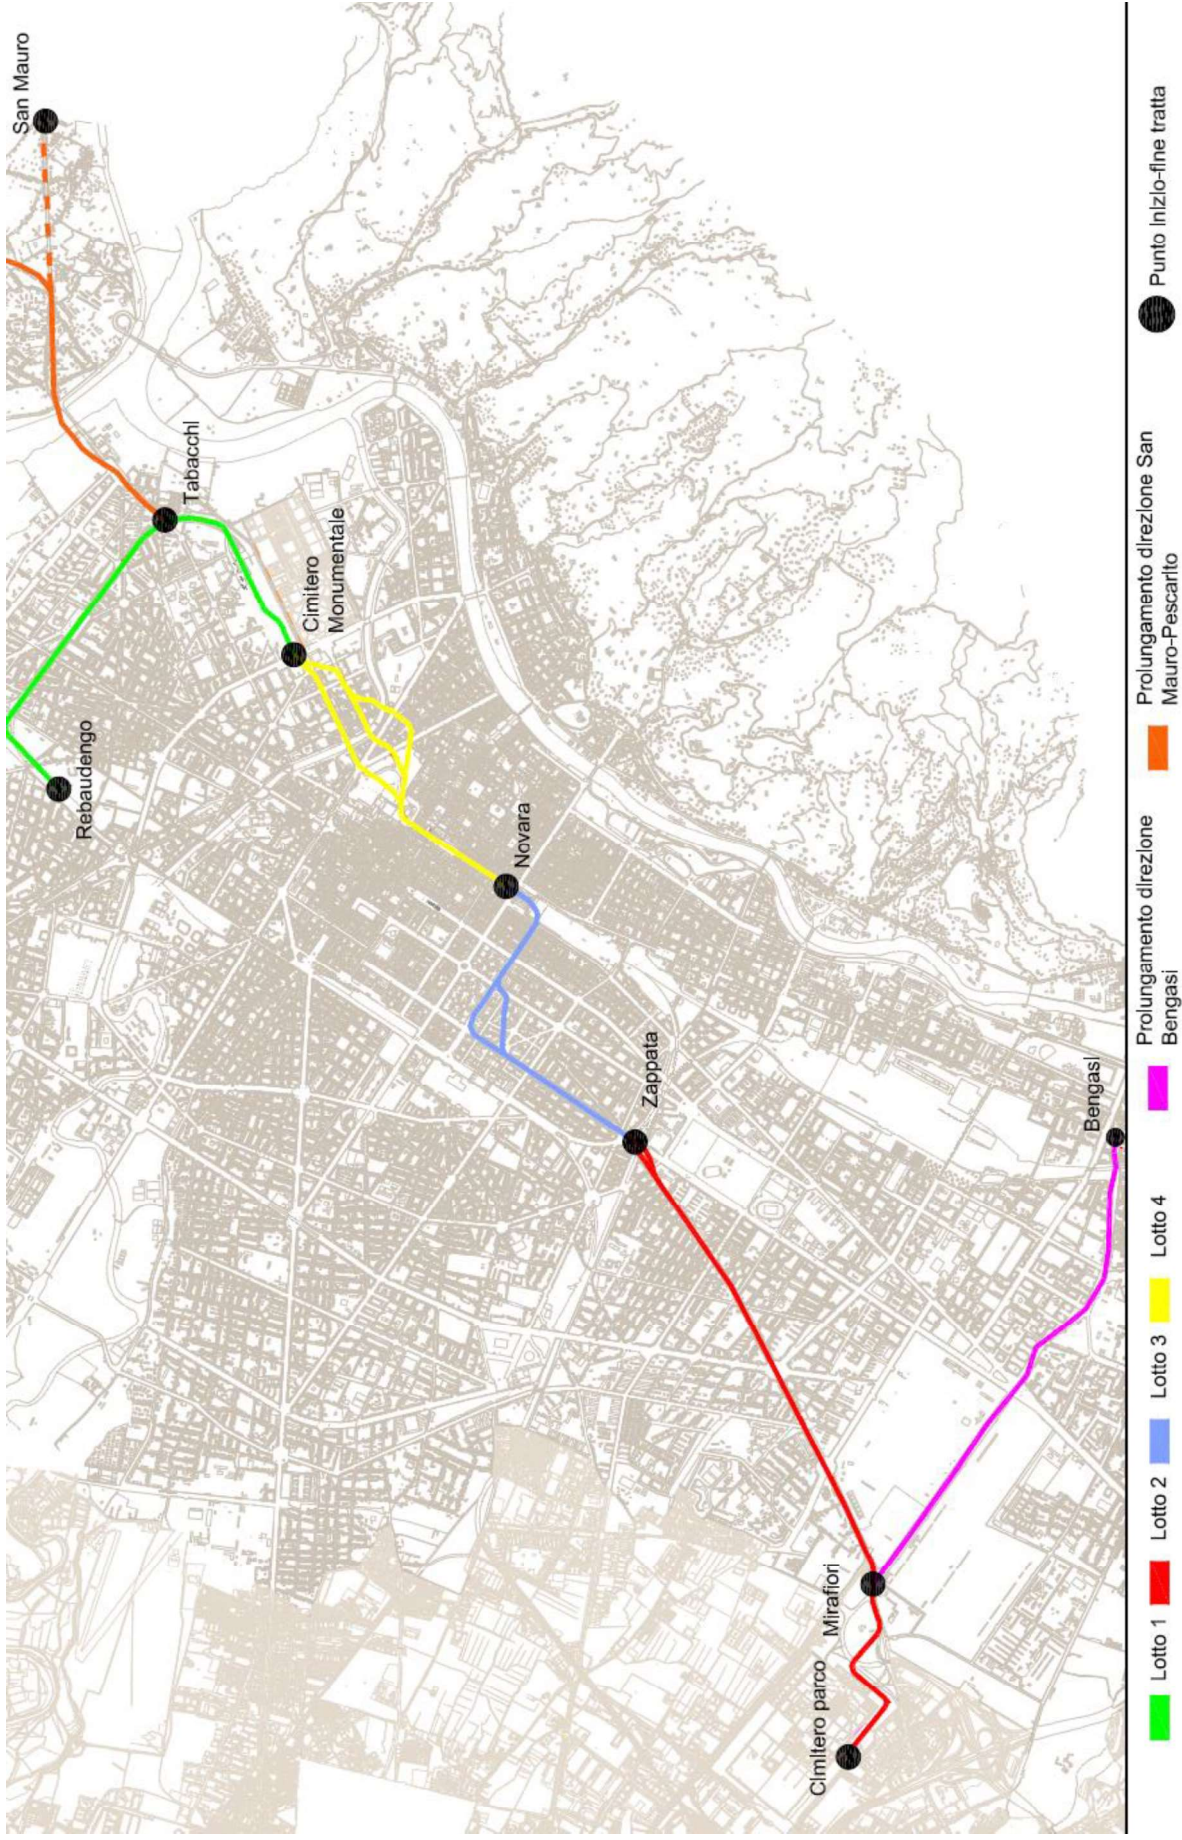 San Mauro
Tabacchi
Cimitero
Monumentale
Rebaudengo
Novara
Zappata
Bengasi
Mirafiori
Cimitero parco
Lotto 1
Lotto 2
Lotto 3
Lotto 4
Prolungamento direzione
Bengasi
Prolungamento direzione San
Mauro-Pescarito
Punto inizio-fine tratta